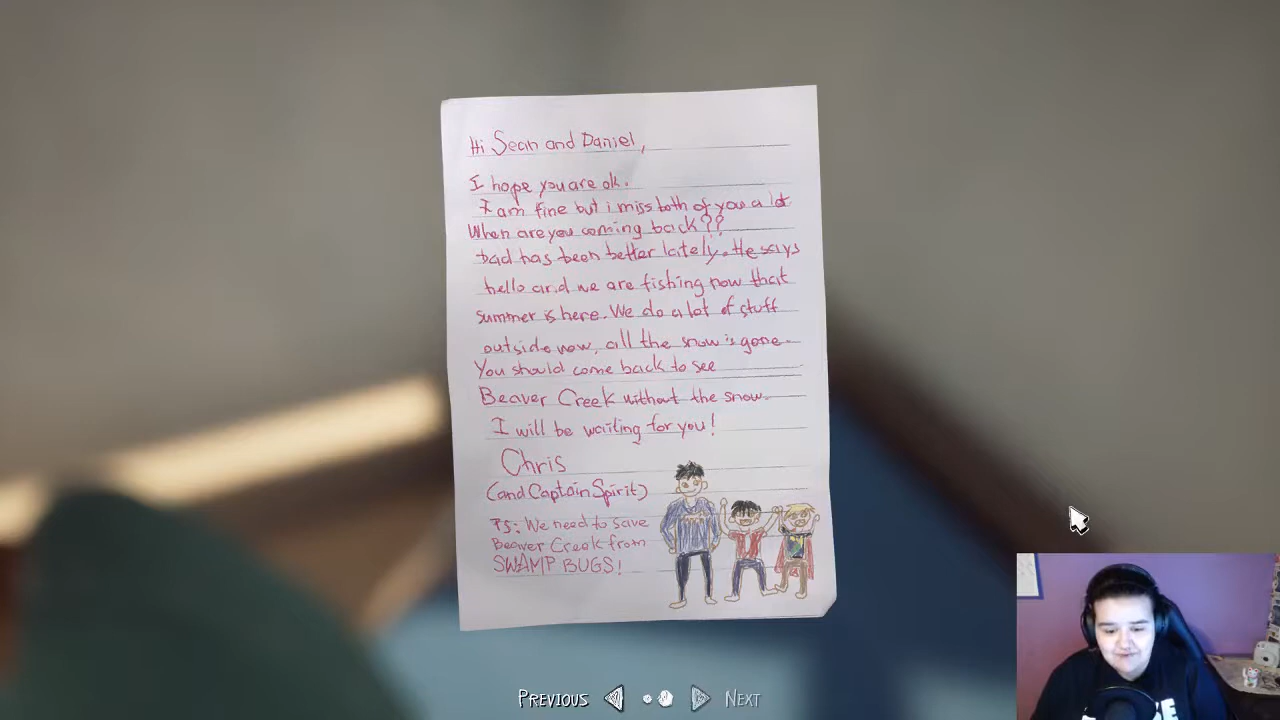 Hi Sean and Daniel,
I hope you are ok.
I am fine but i miss both of you a lot
When are you coming back??
dad has been better lately. He says
hello and we are fishing now that
summer is here. We do a lot of stuff
outside now, all the snow is gone.
You should come back to see
Beaver Creek without the snow.
I will be waiting for you!
Chris
(and Captain Spirit)
PS: We need to save
Beaver Creek from
SWAMP BUGS!
PREVIOUS
NEXT